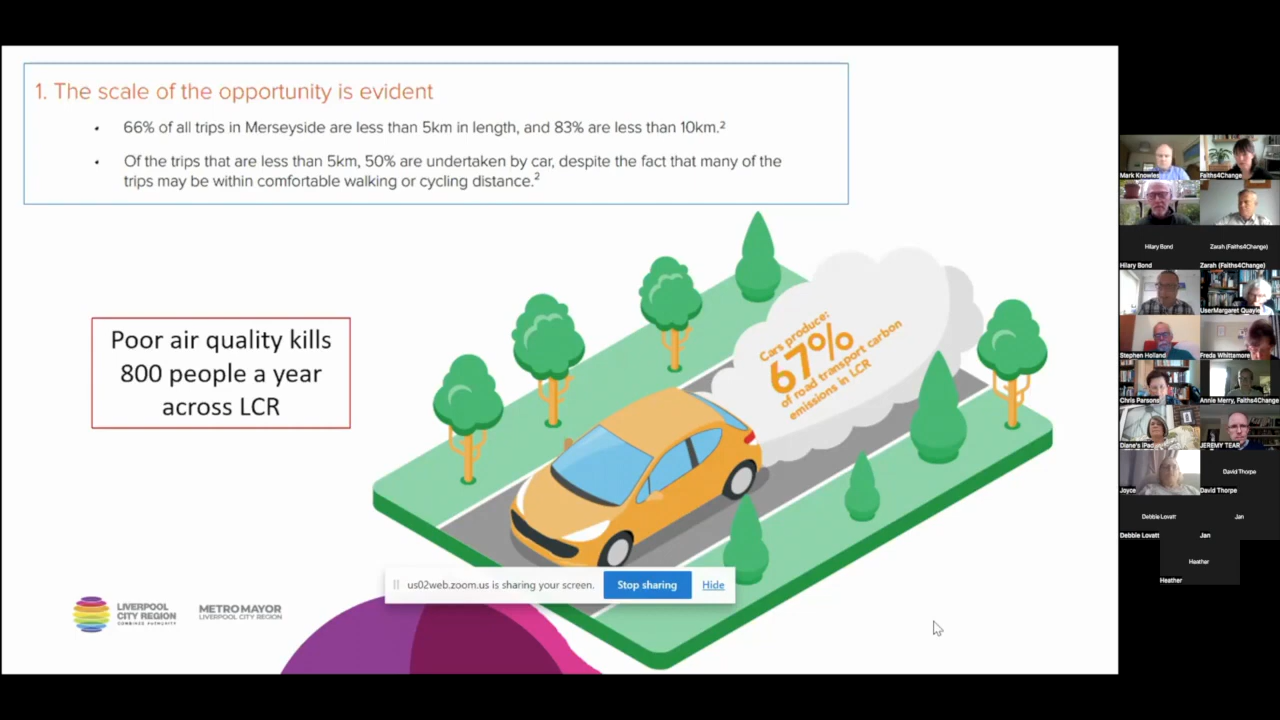 1. The scale of the opportunity is evident
• 66% of all trips in Merseyside are less than 5km in length, and 83% are less than 10km.²
• Of the trips that are less than 5km, 50% are undertaken by car, despite the fact that many of the
trips may be within comfortable walking or cycling distance.²
Poor air quality kills
800 people a year
across LCR
Cars produce:
67%
of road transport carbon
emissions in LCR
us02web.zoom.us is sharing your screen.
Stop sharing
Hide
LIVERPOOL
CITY REGION
COMBINED AUTHORITY
METRO MAYOR
LIVERPOOL CITY REGION
Mark Knowles
Faiths4Change
Hilary Bond
Zarah (Faiths4Change)
Hilary Bond
Zarah (Faiths4Change)
UserMargaret Quayle
Stephen Holland
Freda Whittamore
Chris Parsons
Annie Merry, Faiths4Change
Diane's iPad
JEREMY TEAR
David Thorpe
Joyce
David Thorpe
Debbie Lovatt
Jan
Debbie Lovatt
Jan
Heather
Heather